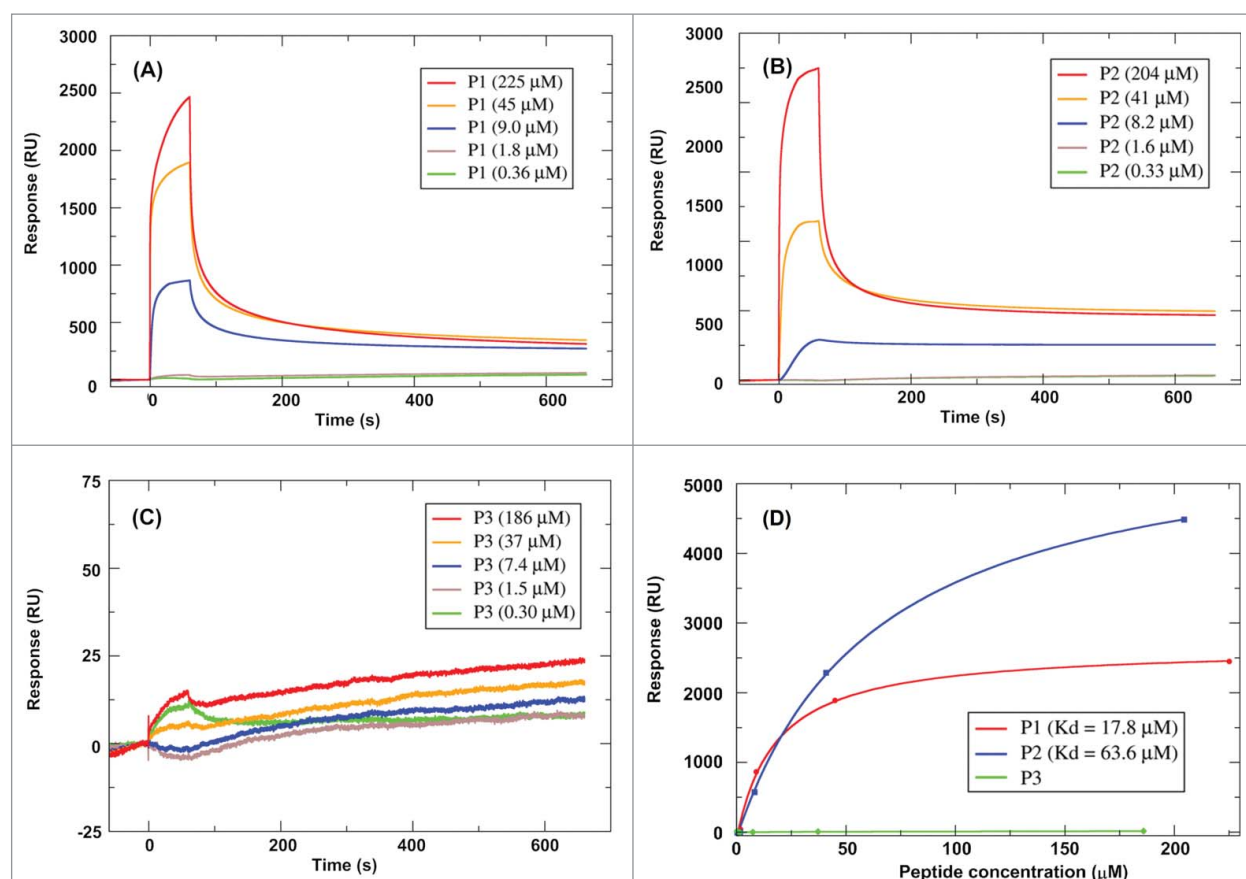 (A)
3000
2500
2000
1500
1000
500
0
Response (RU)
P1 (225 µM)
P1 (45 µM)
P1 (9.0 µM)
P1 (1.8 µM)
P1 (0.36 µM)
0 200 400 600
Time (s)
(B)
3000
2500
2000
1500
1000
500
0
Response (RU)
P2 (204 µM)
P2 (41 µM)
P2 (8.2 µM)
P2 (1.6 µM)
P2 (0.33 µM)
0 200 400 600
Time (s)
(C)
75
50
25
0
-25
Response (RU)
P3 (186 µM)
P3 (37 µM)
P3 (7.4 µM)
P3 (1.5 µM)
P3 (0.30 µM)
0 200 400 600
Time (s)
(D)
5000
4000
3000
2000
1000
0
Response (RU)
P1 (Kd = 17.8 µM)
P2 (Kd = 63.6 µM)
P3
0 50 100 150 200
Peptide concentration (µM)